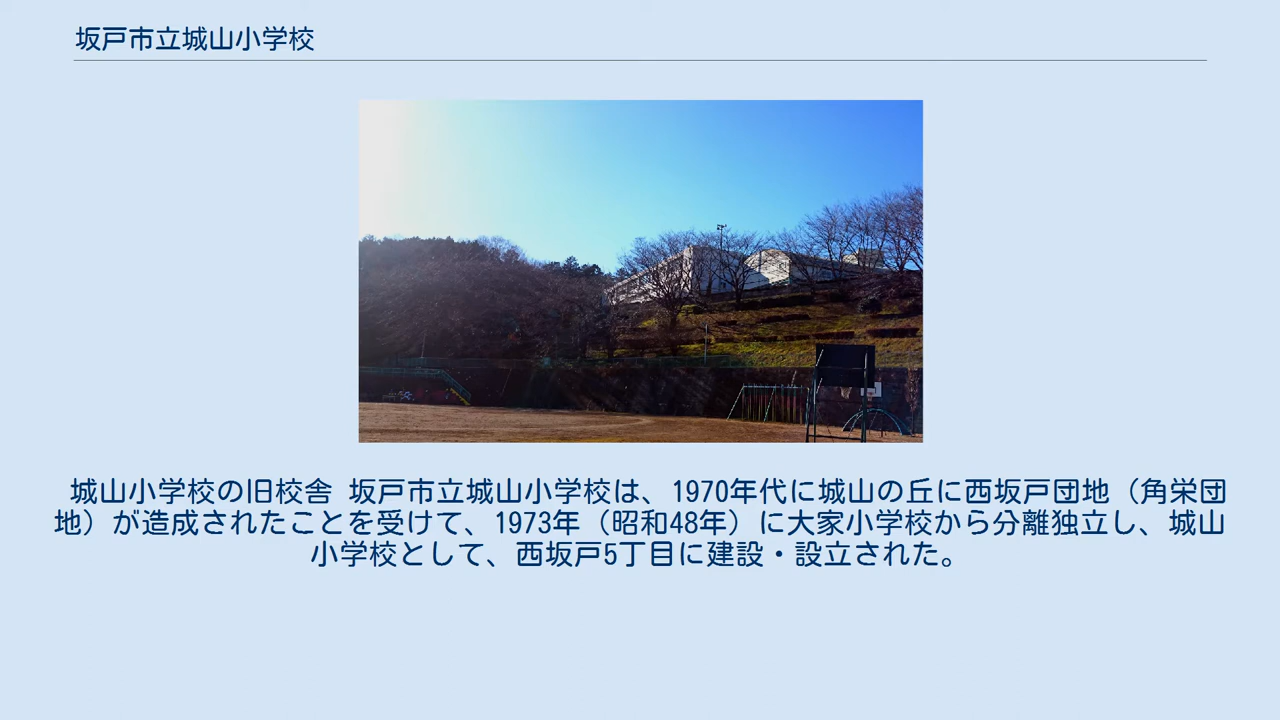 坂戸市立城山小学校
城山小学校の旧校舎 坂戸市立城山小学校は、1970年代に城山の丘に西坂戸団地（角栄団
地）が造成されたことを受けて、1973年（昭和48年）に大家小学校から分離独立し、城山
小学校として、西坂戸5丁目に建設・設立された。